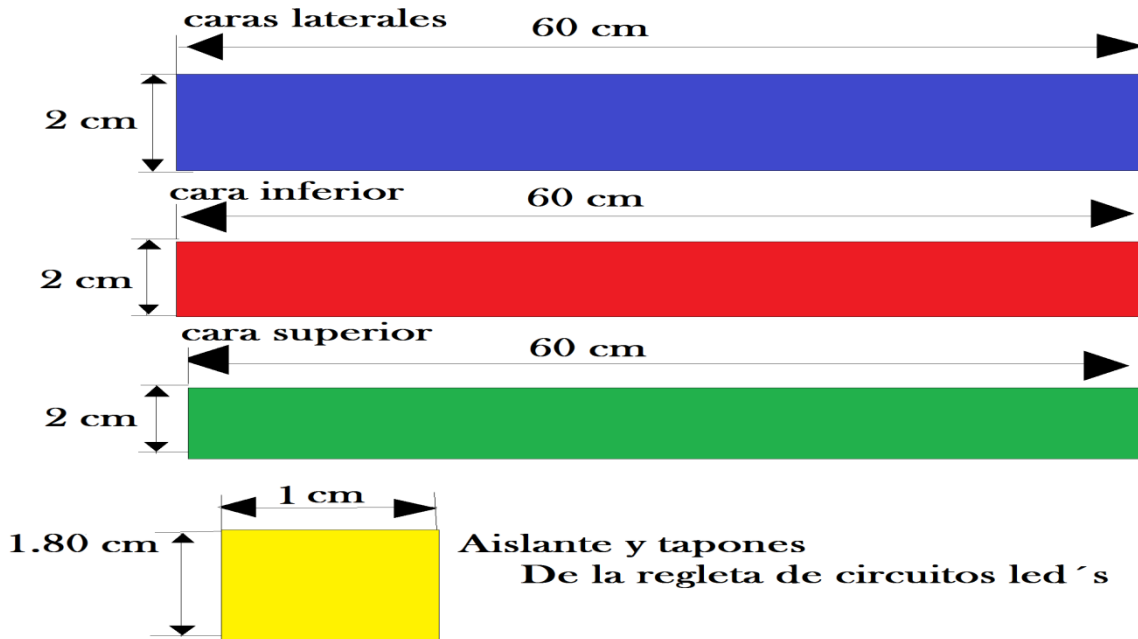 caras laterales
60 cm
2 cm
cara inferior
60 cm
2 cm
cara superior
60 cm
2 cm
1 cm
1.80 cm
Aislante y tapones
De la regleta de circuitos led´s